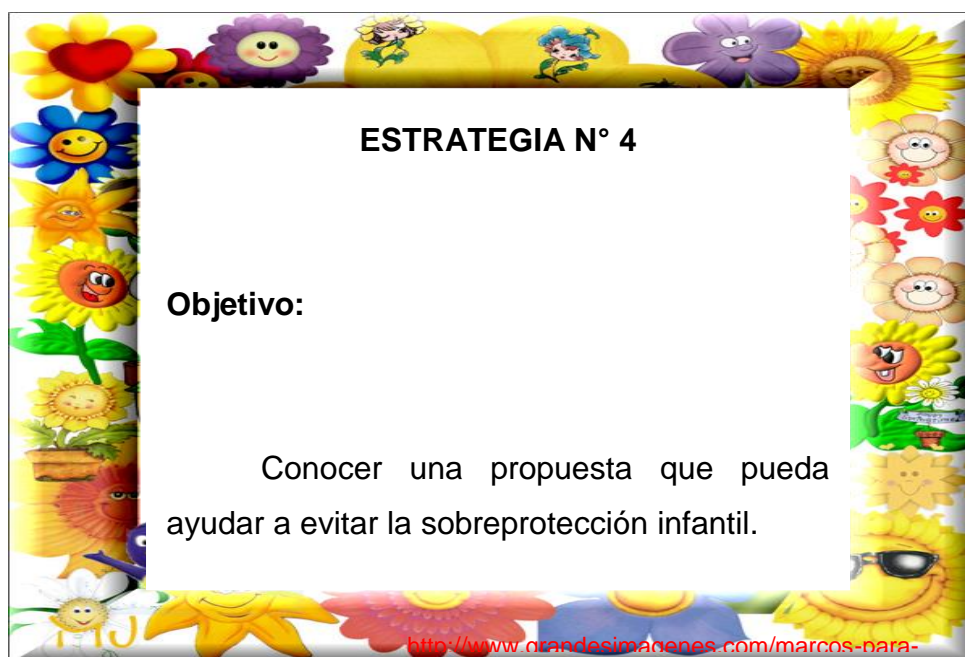 ESTRATEGIA N° 4
Objetivo:
Conocer una propuesta que pueda
ayudar a evitar la sobreprotección infantil.
http://www.grandesimagenes.com/marcos-para-